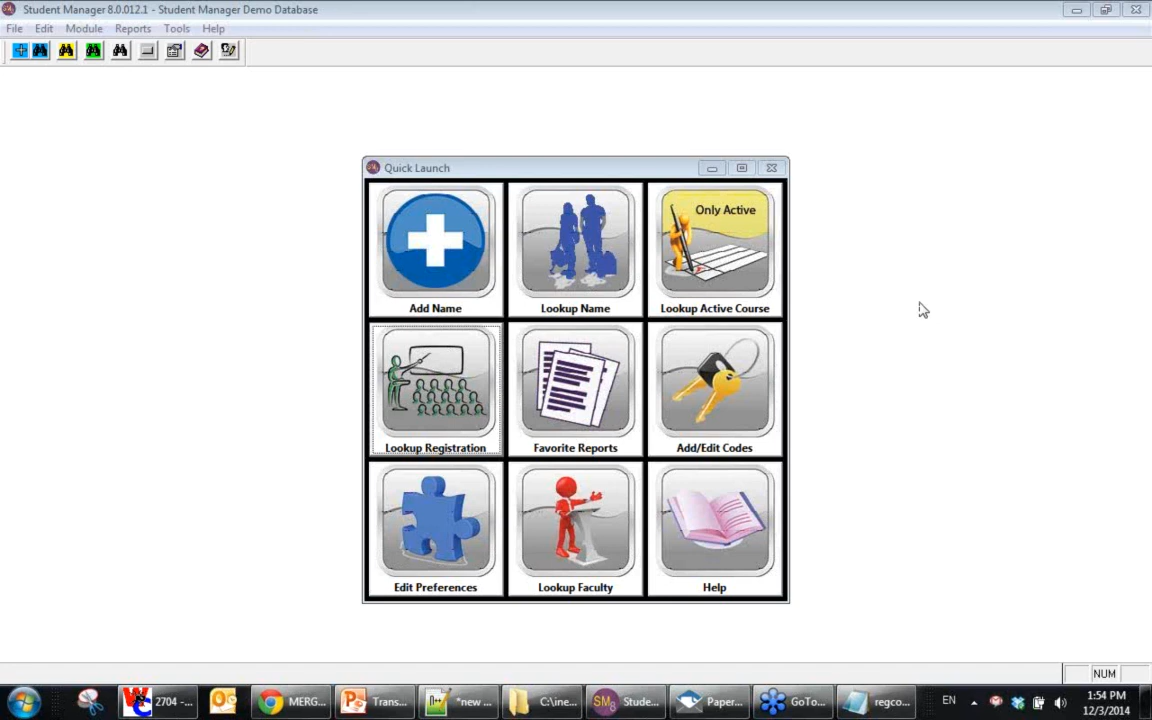 Student Manager 8.0.012.1 - Student Manager Demo Database
File Edit Module Reports Tools Help
Quick Launch
Only Active
Add Name Lookup Name Lookup Active Course
Lookup Registration Favorite Reports Add/Edit Codes
Edit Preferences Lookup Faculty Help
NUM
2704 -... MERG... Trans... *new ... C:\ine... SM8 Stude... Paper... GoTo... regco... EN 1:54 PM
12/3/2014